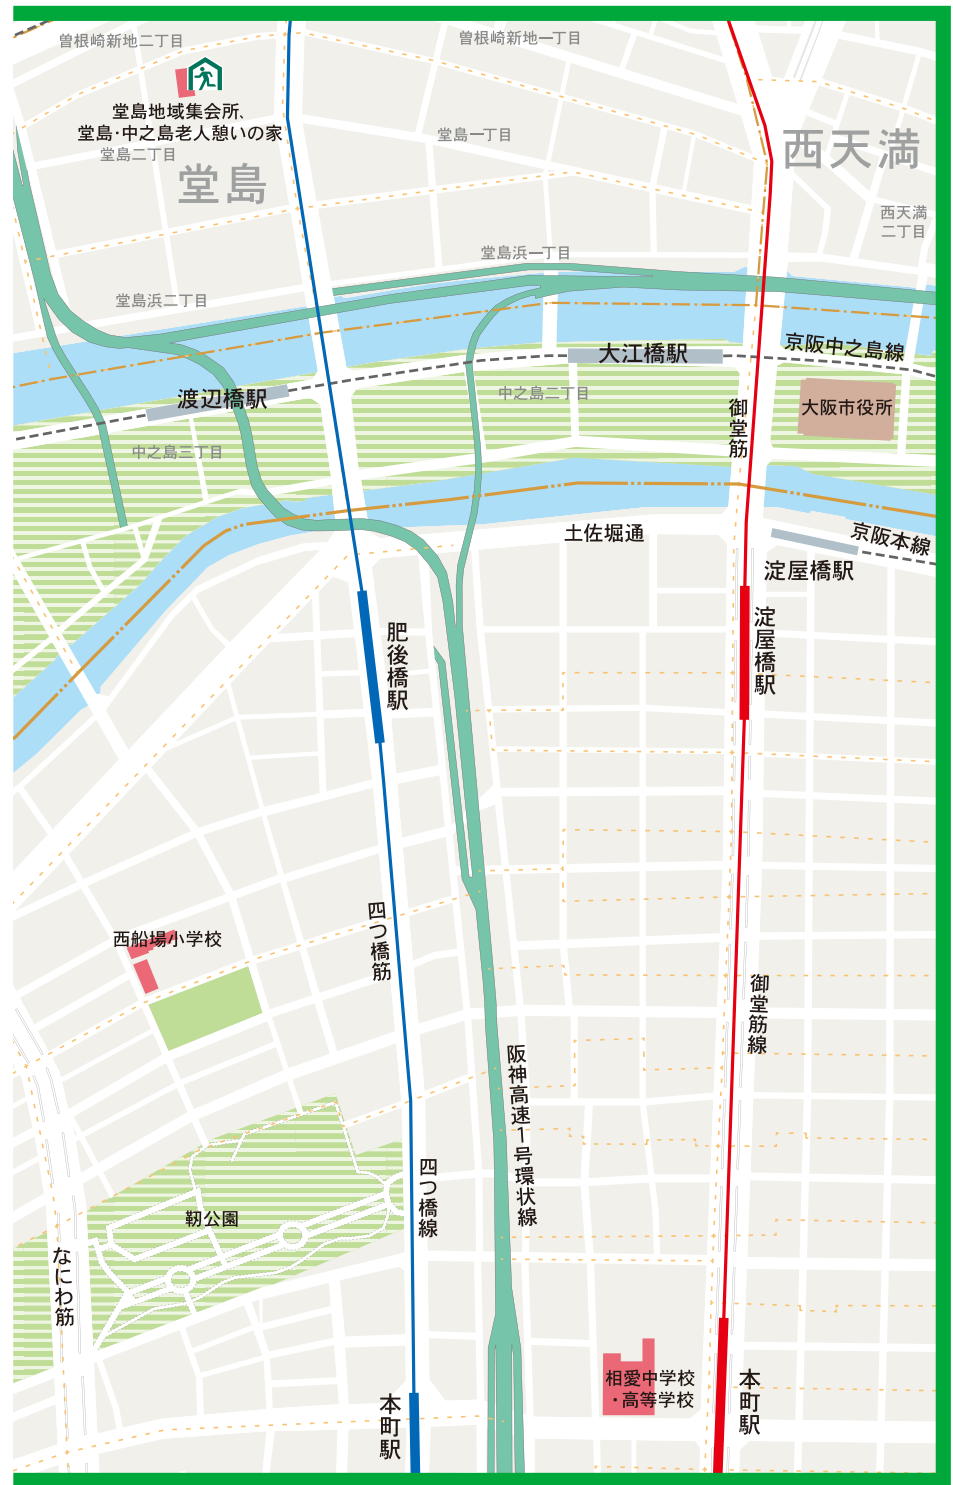 曽根崎新地二丁目
曽根崎新地一丁目
堂島地域集会所、
堂島・中之島老人憩いの家
堂島二丁目
堂島一丁目
西天満
堂島
西天満
二丁目
堂島浜一丁目
堂島浜二丁目
京阪中之島線
大江橋駅
渡辺橋駅
中之島二丁目
御堂筋
大阪市役所
中之島三丁目
土佐堀通
京阪本線
淀屋橋駅
淀屋橋駅
肥後橋駅
四つ橋筋
西船場小学校
御堂筋線
阪神高速1号環状線
四つ橋線
靭公園
なにわ筋
相愛中学校
・高等学校
本町駅
本町駅